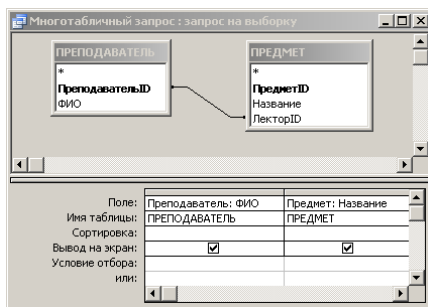 Многотабличный запрос : запрос на выборку
ПРЕПОДАВАТЕЛЬ
*
ПреподавательID
ФИО
ПРЕДМЕТ
*
ПредметID
Название
ЛекторID
Поле: Преподаватель: ФИО Предмет: Название
Имя таблицы: ПРЕПОДАВАТЕЛЬ ПРЕДМЕТ
Сортировка:
Вывод на экран:
Условие отбора:
или: